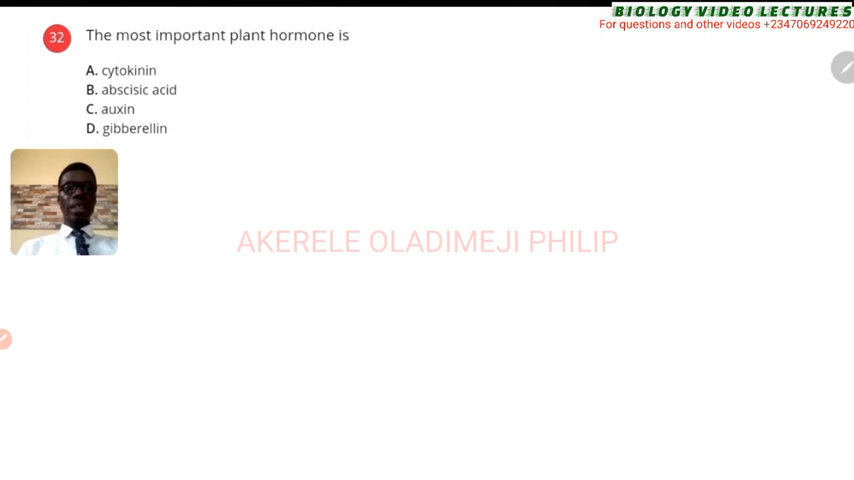 BIOLOGY VIDEO LECTURES
For questions and other videos +2347069249220
32 The most important plant hormone is
A. cytokinin
B. abscisic acid
C. auxin
D. gibberellin
AKERELE OLADIMEJI PHILIP